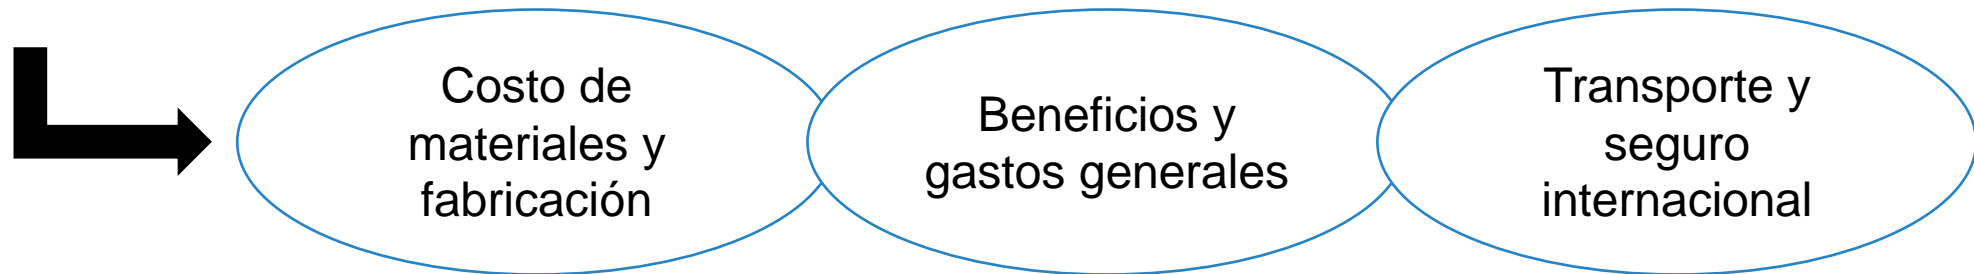 Costo de
materiales y
fabricación
Beneficios y
gastos generales
Transporte y
seguro
internacional